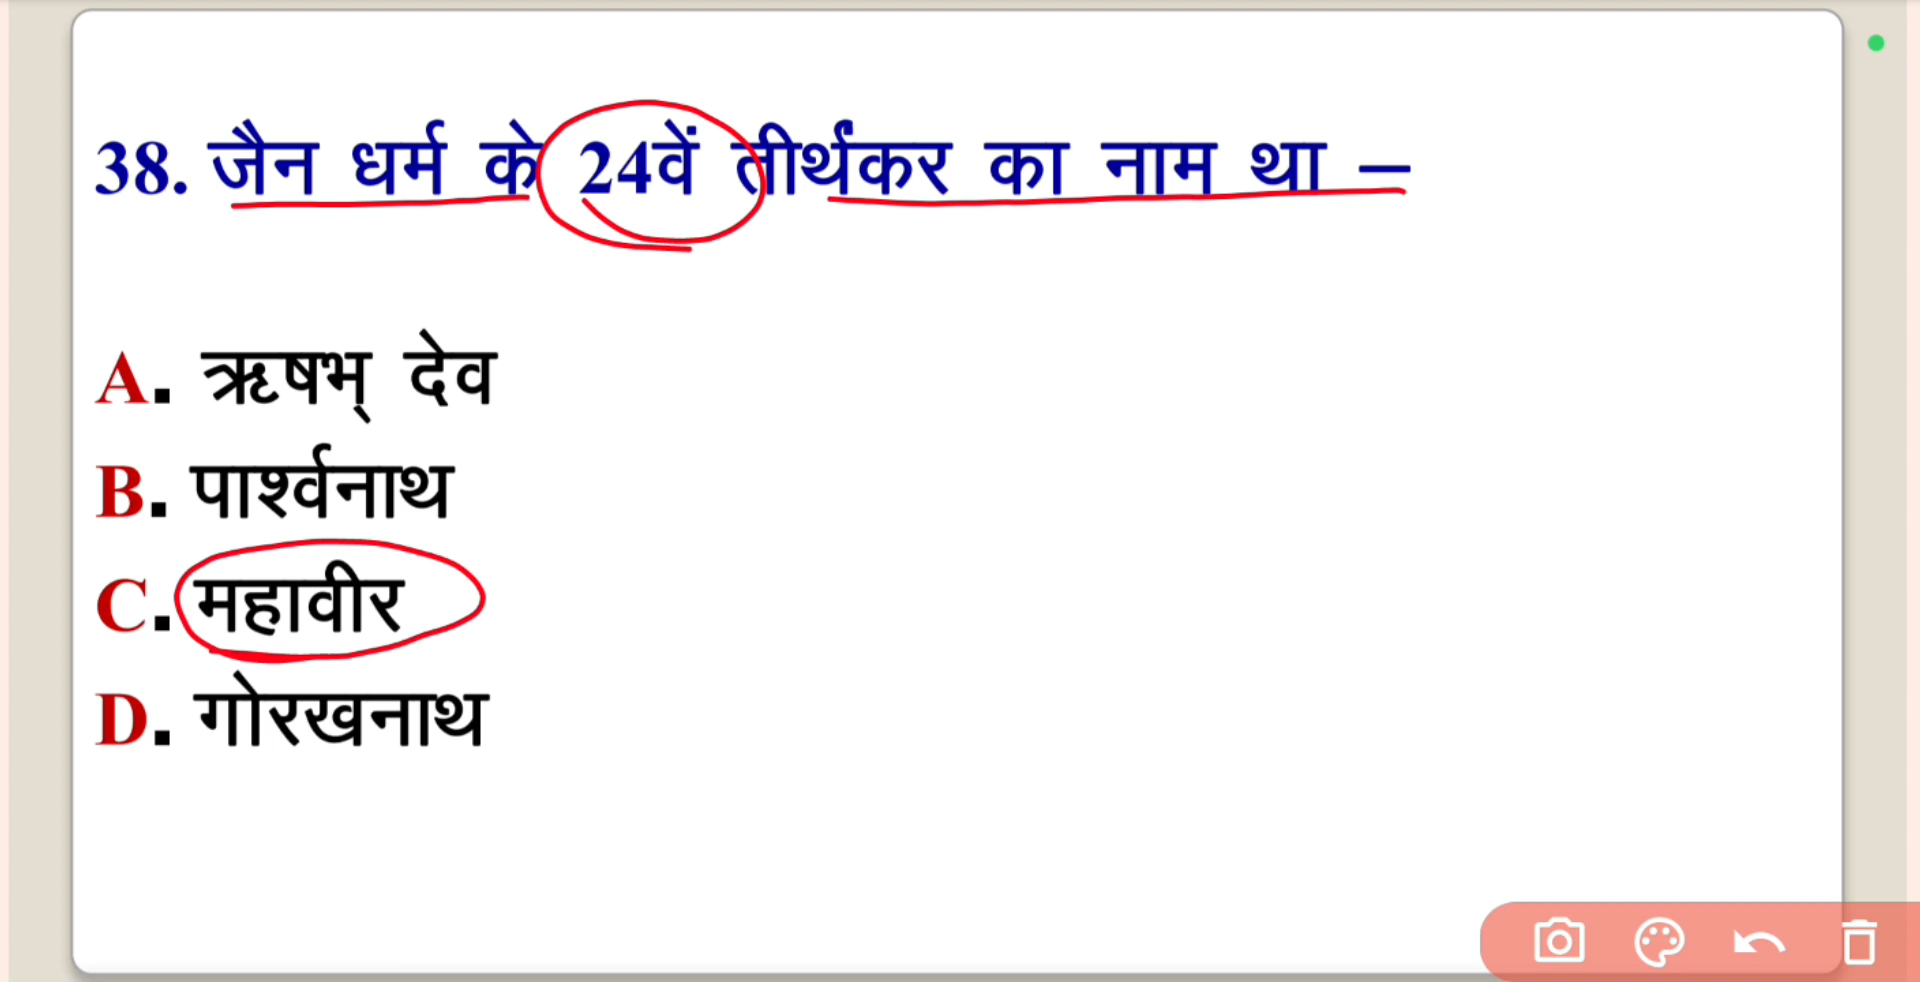 38. जैन धर्म के 24वें तीर्थंकर का नाम था –
A. ऋषभ् देव
B. पार्श्वनाथ
C. महावीर
D. गोरखनाथ